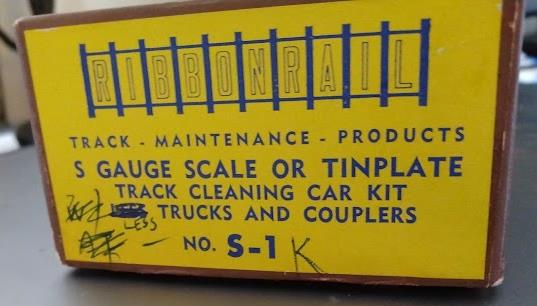 RIBBONRAIL
TRACK - MAINTENANCE - PRODUCTS
S GAUGE SCALE OR TINPLATE
TRACK CLEANING CAR KIT
LESS TRUCKS AND COUPLERS
NO. S-1 K